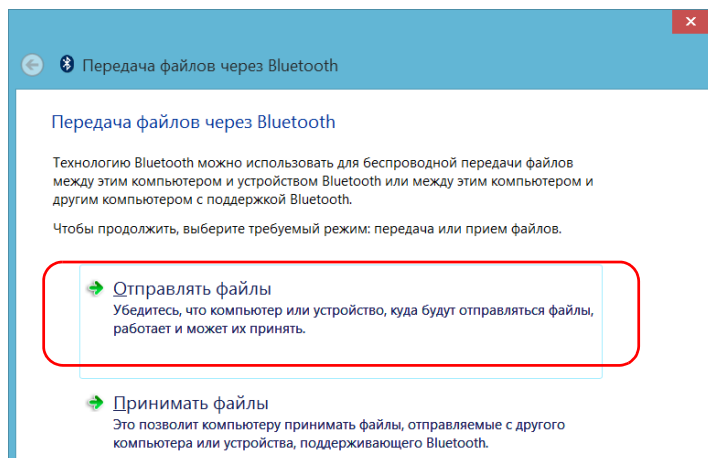 Передача файлов через Bluetooth
Передача файлов через Bluetooth
Технологию Bluetooth можно использовать для беспроводной передачи файлов
между этим компьютером и устройством Bluetooth или между этим компьютером и
другим компьютером с поддержкой Bluetooth.
Чтобы продолжить, выберите требуемый режим: передача или прием файлов.
Отправлять файлы
Убедитесь, что компьютер или устройство, куда будут отправляться файлы,
работает и может их принять.
Принимать файлы
Это позволит компьютеру принимать файлы, отправляемые с другого
компьютера или устройства, поддерживающего Bluetooth.